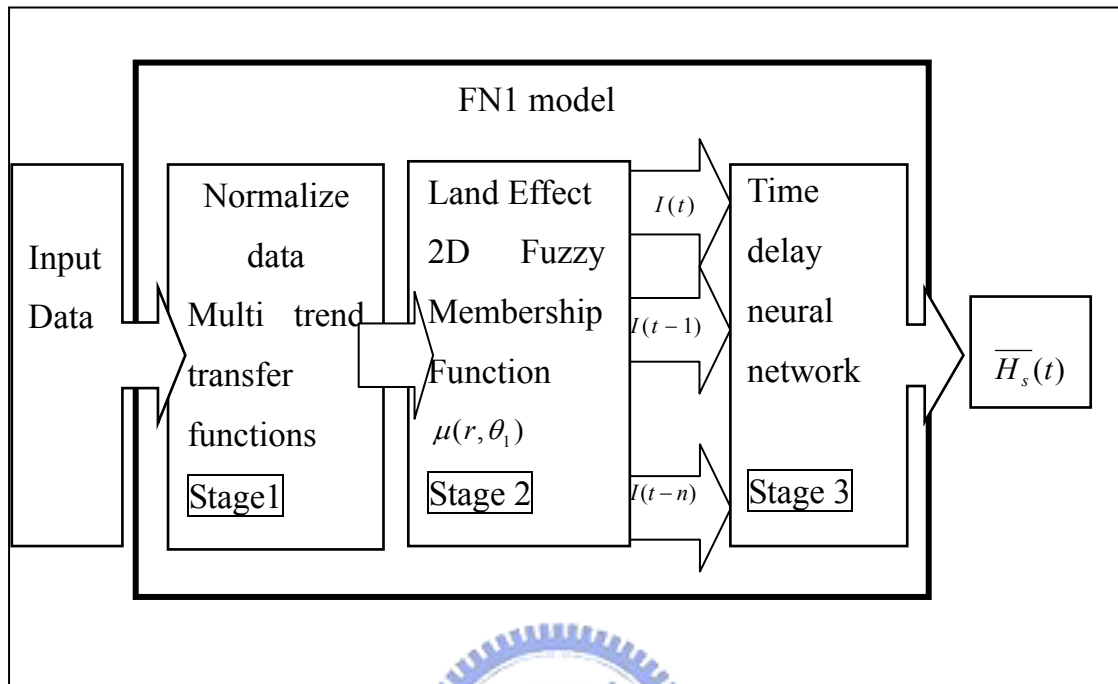 FN1 model
Input
Data
Normalize
data
Multi trend
transfer
functions
Stage1
Land Effect
2D Fuzzy
Membership
Function
μ(r,θ₁)
Stage 2
I(t)
I(t−1)
I(t−n)
Time
delay
neural
network
Stage 3
H̅ₛ(t)